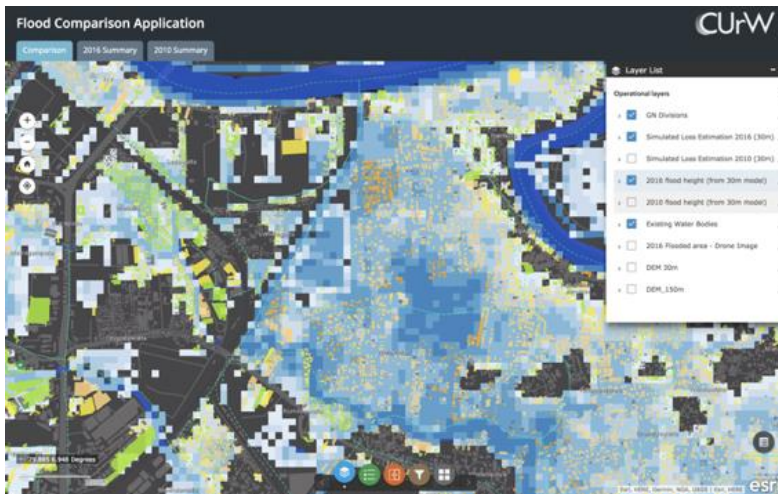 Flood Comparison Application
CUrW
Comparison
2016 Summary
2010 Summary
Layer List
Operational layers
GN Divisions
Simulated Loss Estimation 2016 (30m)
Simulated Loss Estimation 2010 (30m)
2016 flood height (from 30m model)
2010 flood height (from 30m model)
Existing Water Bodies
2016 Flooded area - Drone Image
DEM 30m
DEM_150m
Degrees
esri